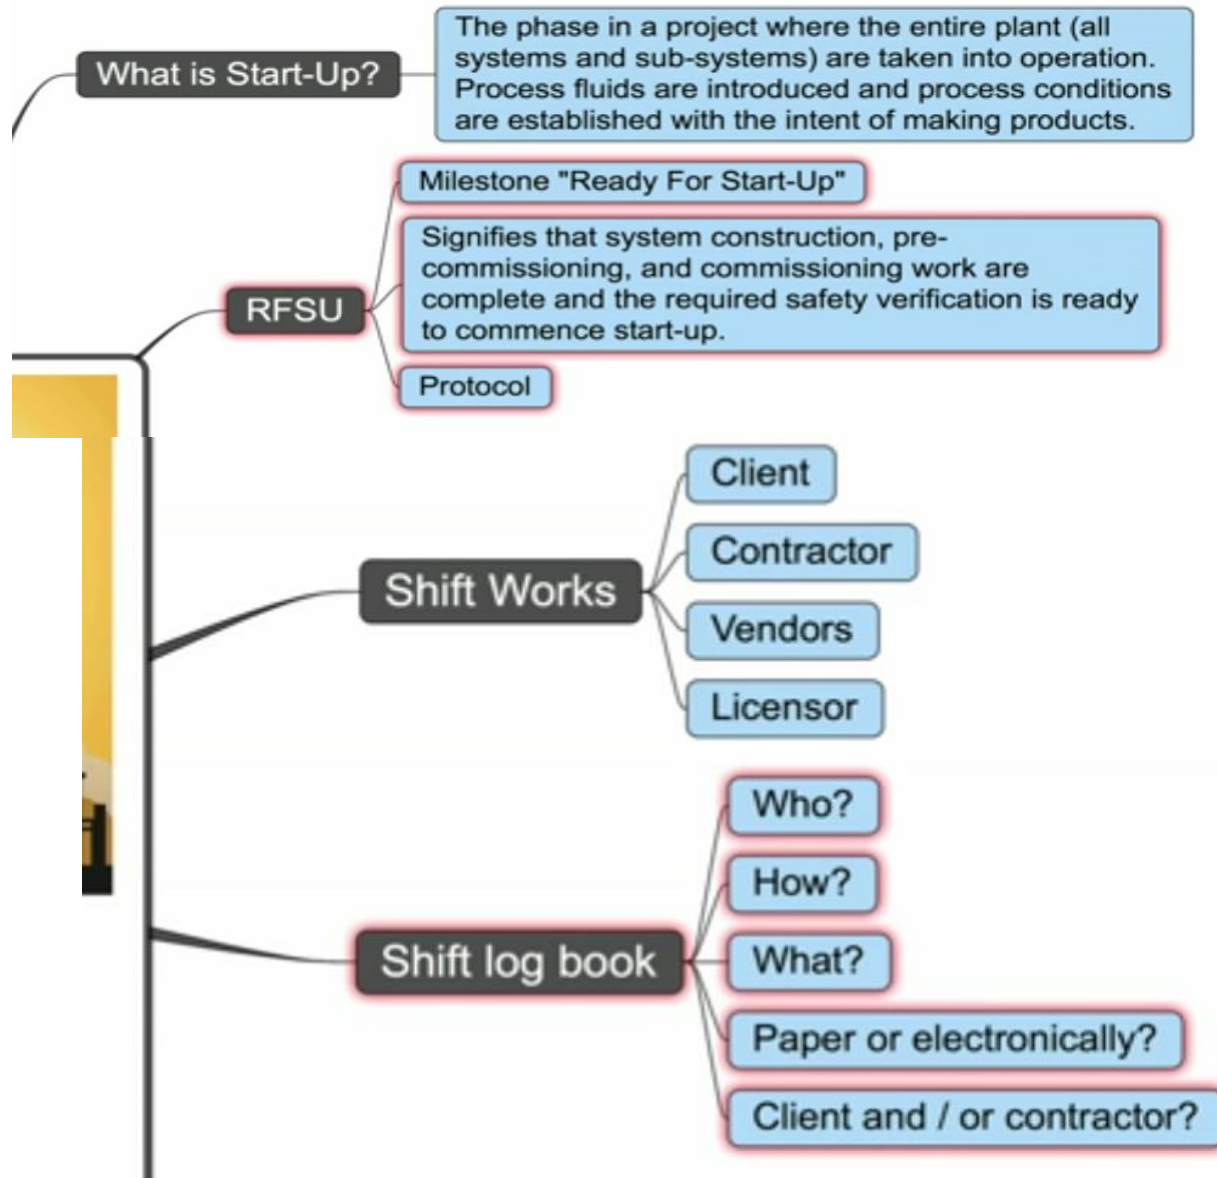 What is Start-Up?
The phase in a project where the entire plant (all
systems and sub-systems) are taken into operation.
Process fluids are introduced and process conditions
are established with the intent of making products.
RFSU
Milestone "Ready For Start-Up"
Signifies that system construction, pre-
commissioning, and commissioning work are
complete and the required safety verification is ready
to commence start-up.
Protocol
Shift Works
Client
Contractor
Vendors
Licensor
Shift log book
Who?
How?
What?
Paper or electronically?
Client and / or contractor?